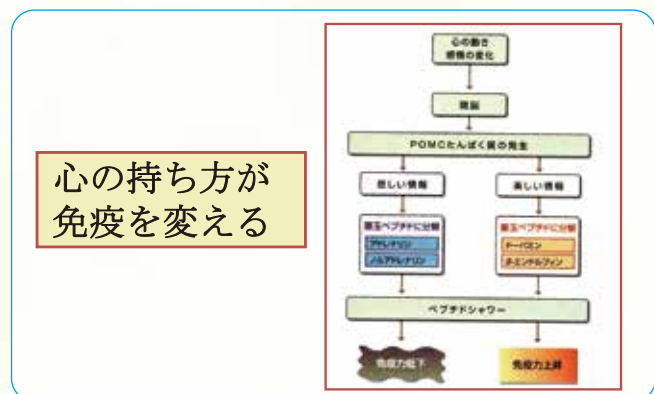 心の持ち方が
免疫を変える
心の動き
感情の変化
間脳
POMCたんぱく質の発生
悲しい情報
楽しい情報
善玉ペプチドに分解
アドレナリン
ノルアドレナリン
ドーパミン
β-エンドルフィン
ペプチドシャワー
免疫力低下
免疫力上昇